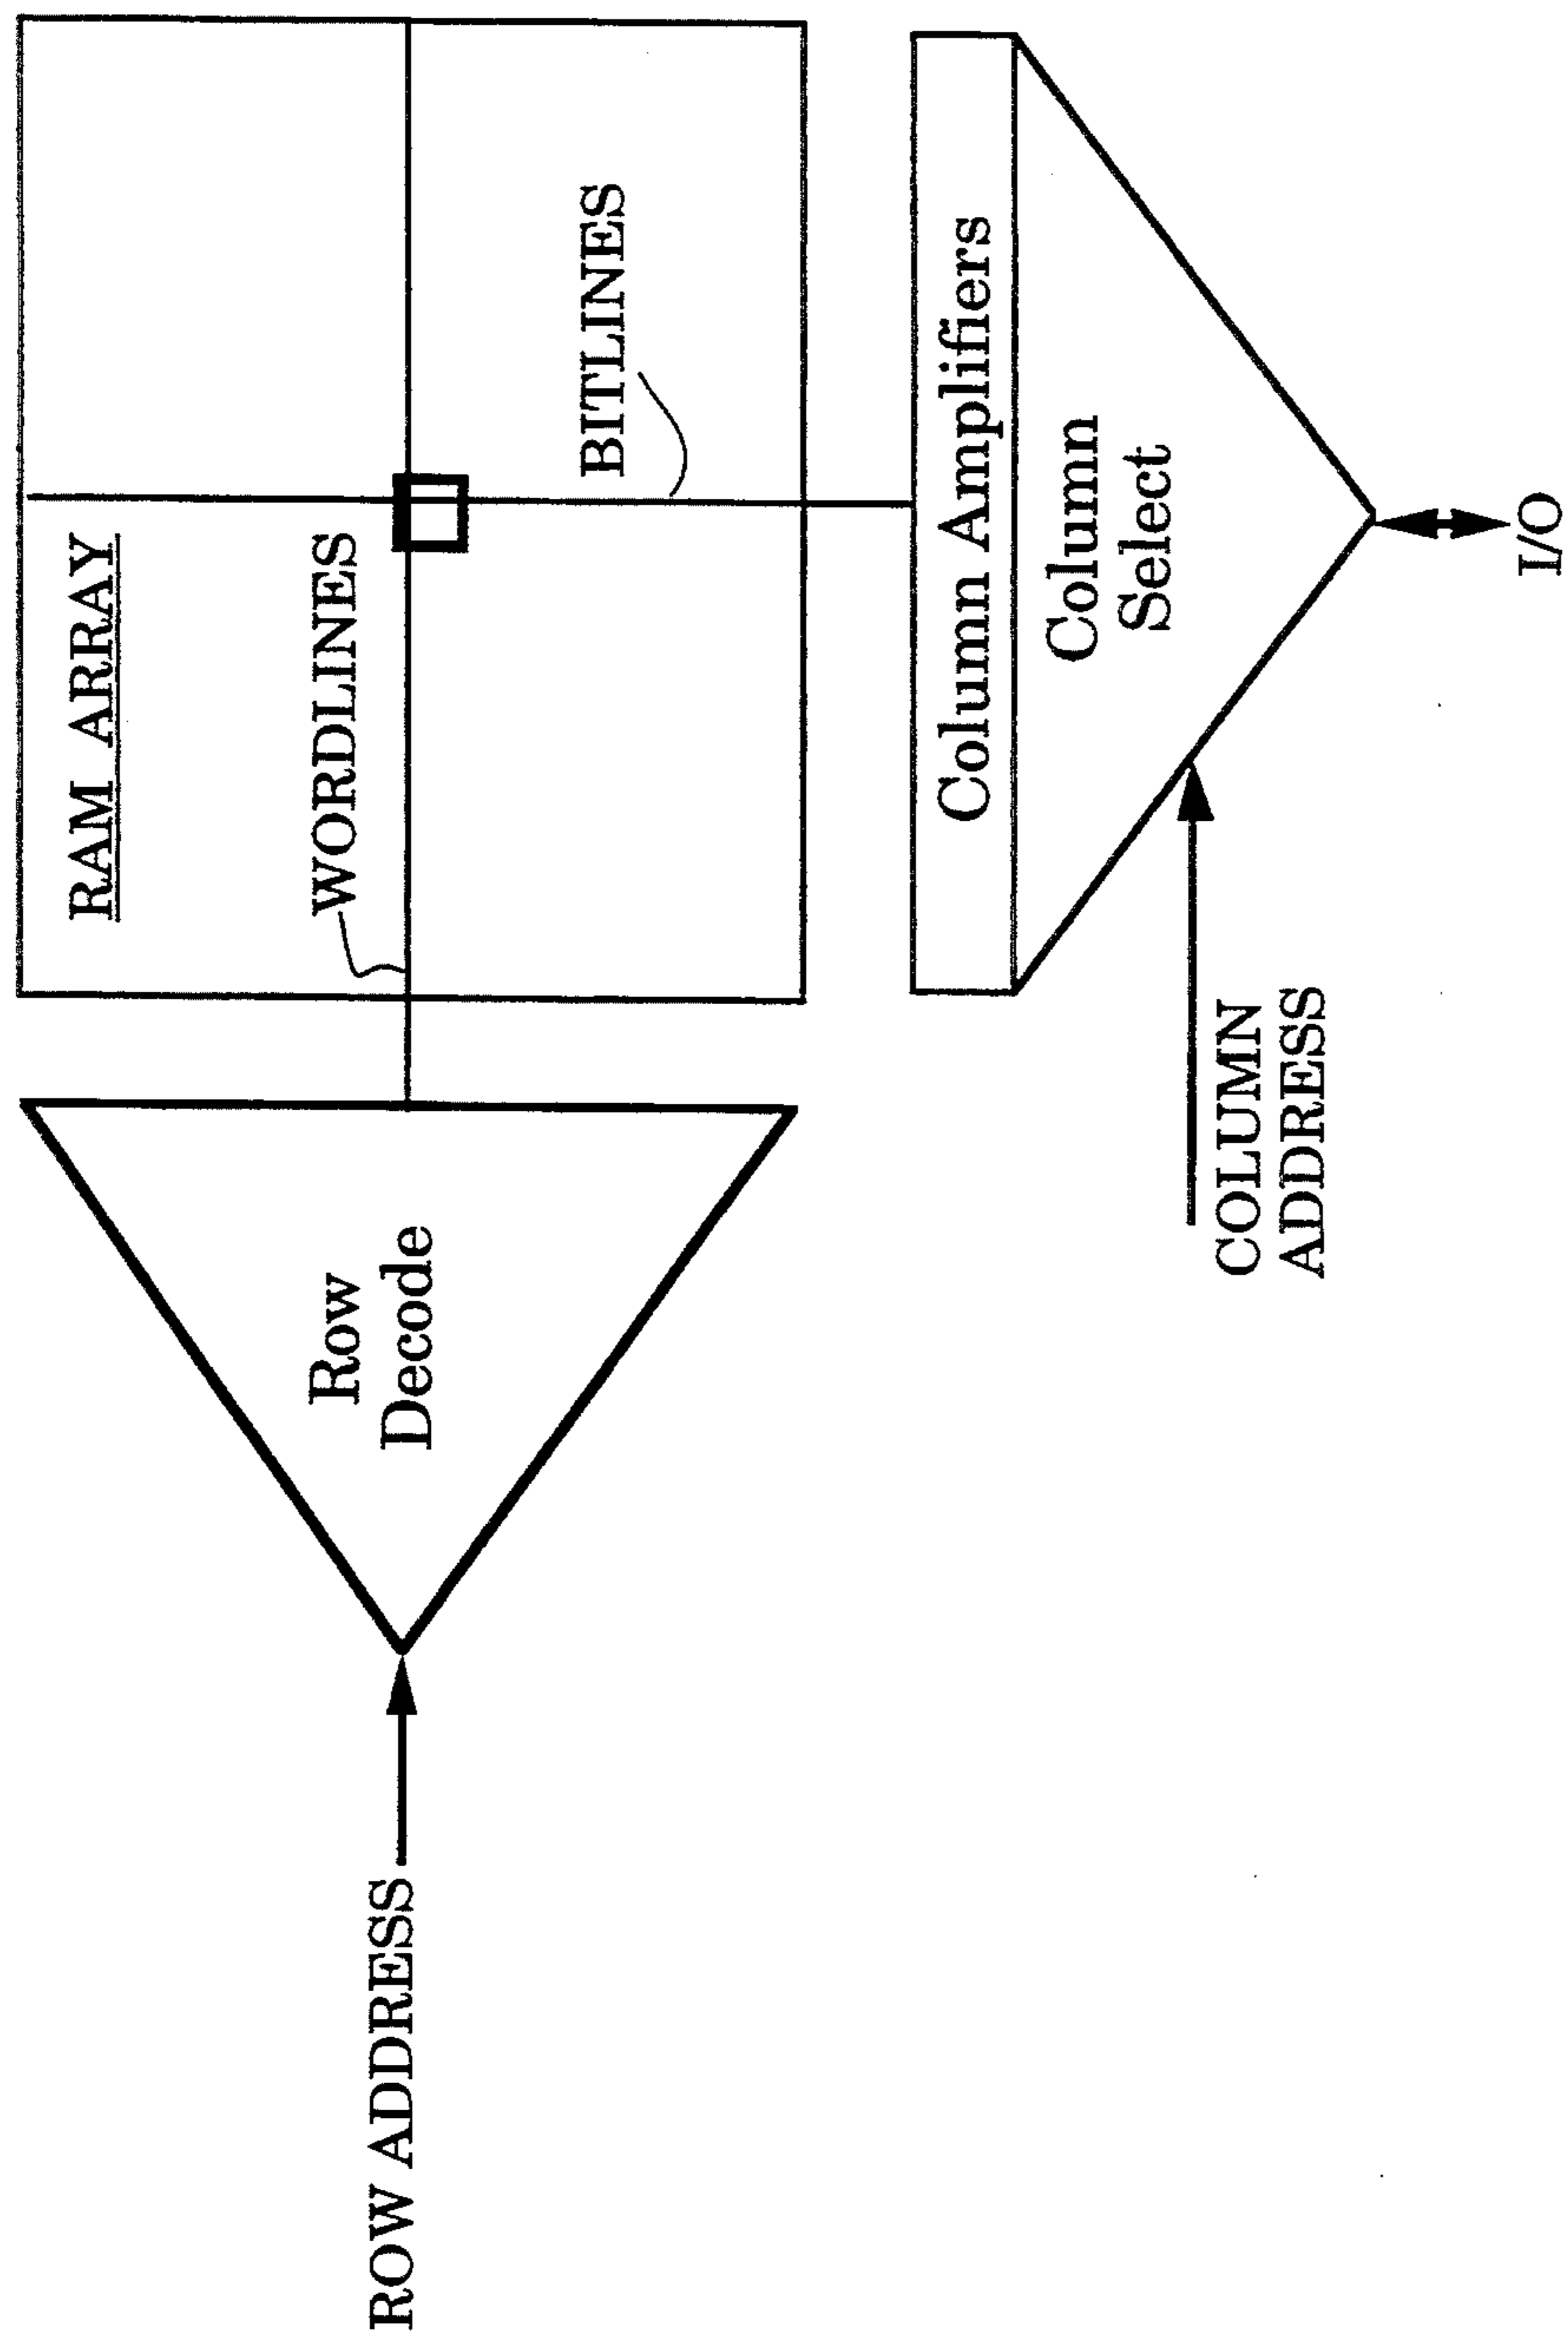 RAM ARRAY
WORDLINES
BITLINES
Row
Decode
ROW ADDRESS
Column Amplifiers
Column
Select
COLUMN
ADDRESS
I/O